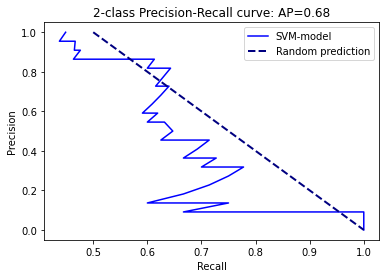 2-class Precision-Recall curve: AP=0.68
SVM-model
Random prediction
Precision
1.0
0.8
0.6
0.4
0.2
0.0
0.5 0.6 0.7 0.8 0.9 1.0
Recall